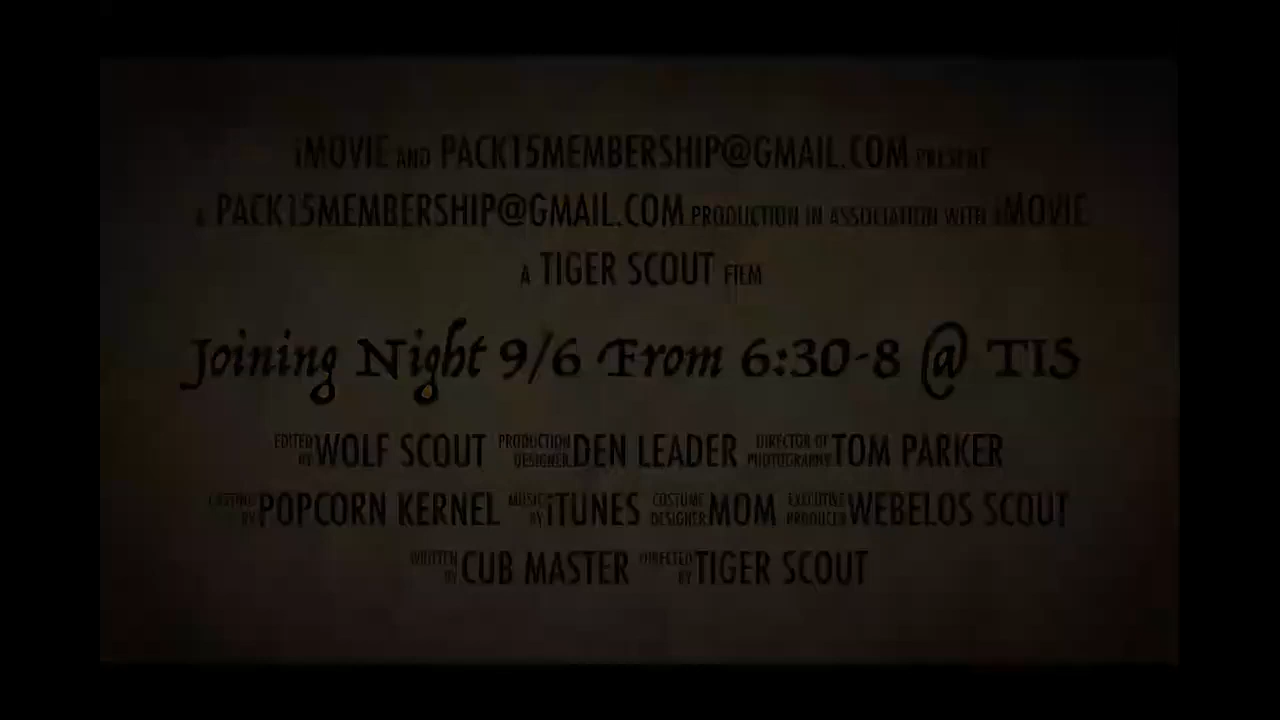 iMOVIE AND PACK15MEMBERSHIP@GMAIL.COM PRESENT
A PACK15MEMBERSHIP@GMAIL.COM PRODUCTION IN ASSOCIATION WITH iMOVIE
A TIGER SCOUT FILM
Joining Night 9/6 From 6:30-8 @ TIS
EDITED BY WOLF SCOUT PRODUCTION DESIGNER DEN LEADER DIRECTOR OF PHOTOGRAPHY TOM PARKER
CASTING BY POPCORN KERNEL MUSIC BY iTUNES COSTUME DESIGNER MOM EXECUTIVE PRODUCER WEBELOS SCOUT
WRITTEN BY CUB MASTER DIRECTED BY TIGER SCOUT